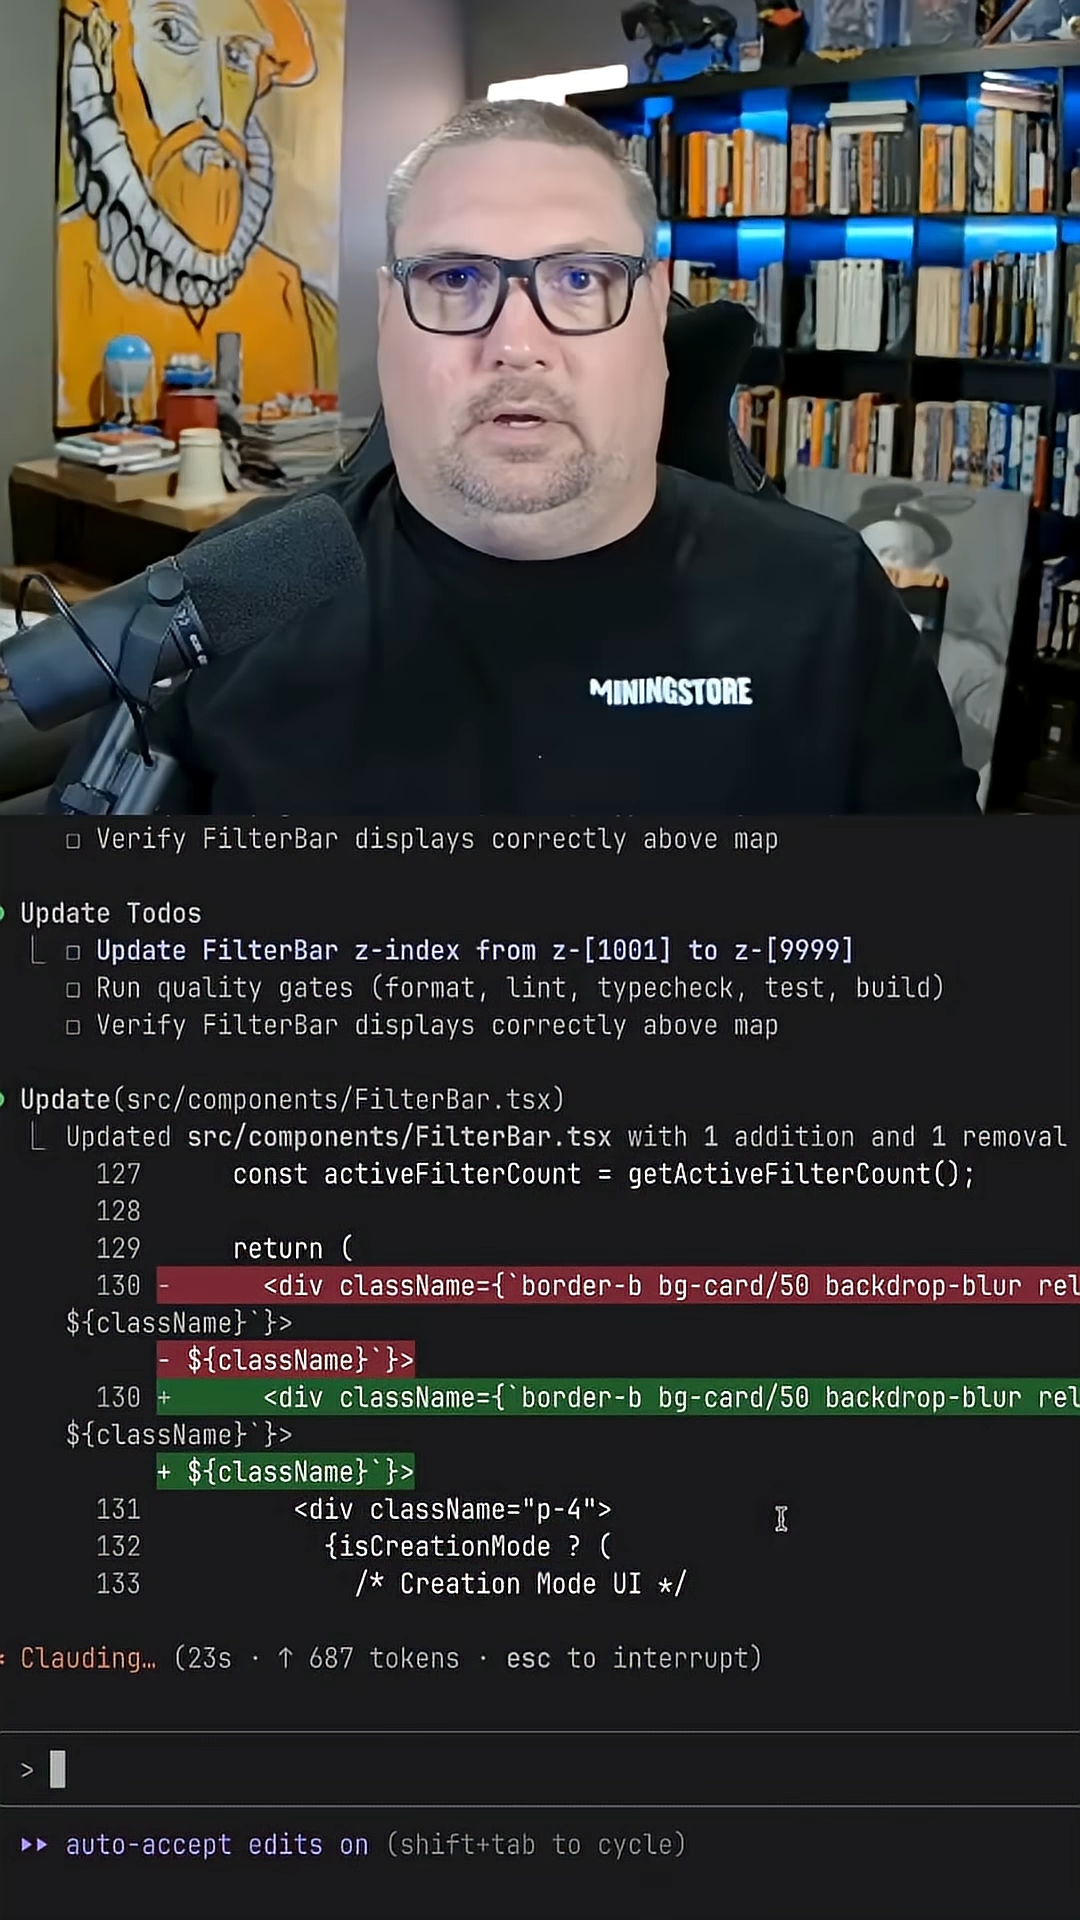 MININGSTORE
☐ Verify FilterBar displays correctly above map
Update Todos
☐ Update FilterBar z-index from z-[1001] to z-[9999]
☐ Run quality gates (format, lint, typecheck, test, build)
☐ Verify FilterBar displays correctly above map
Update(src/components/FilterBar.tsx)
Updated src/components/FilterBar.tsx with 1 addition and 1 removal
127 const activeFilterCount = getActiveFilterCount();
128
129 return (
130 - <div className={`border-b bg-card/50 backdrop-blur rel
${className}`}>
- ${className}`}>
130 + <div className={`border-b bg-card/50 backdrop-blur rel
${className}`}>
+ ${className}`}>
131 <div className="p-4">
132 {isCreationMode ? (
133 /* Creation Mode UI */
Clauding… (23s · ↑ 687 tokens · esc to interrupt)
>
▸▸ auto-accept edits on (shift+tab to cycle)